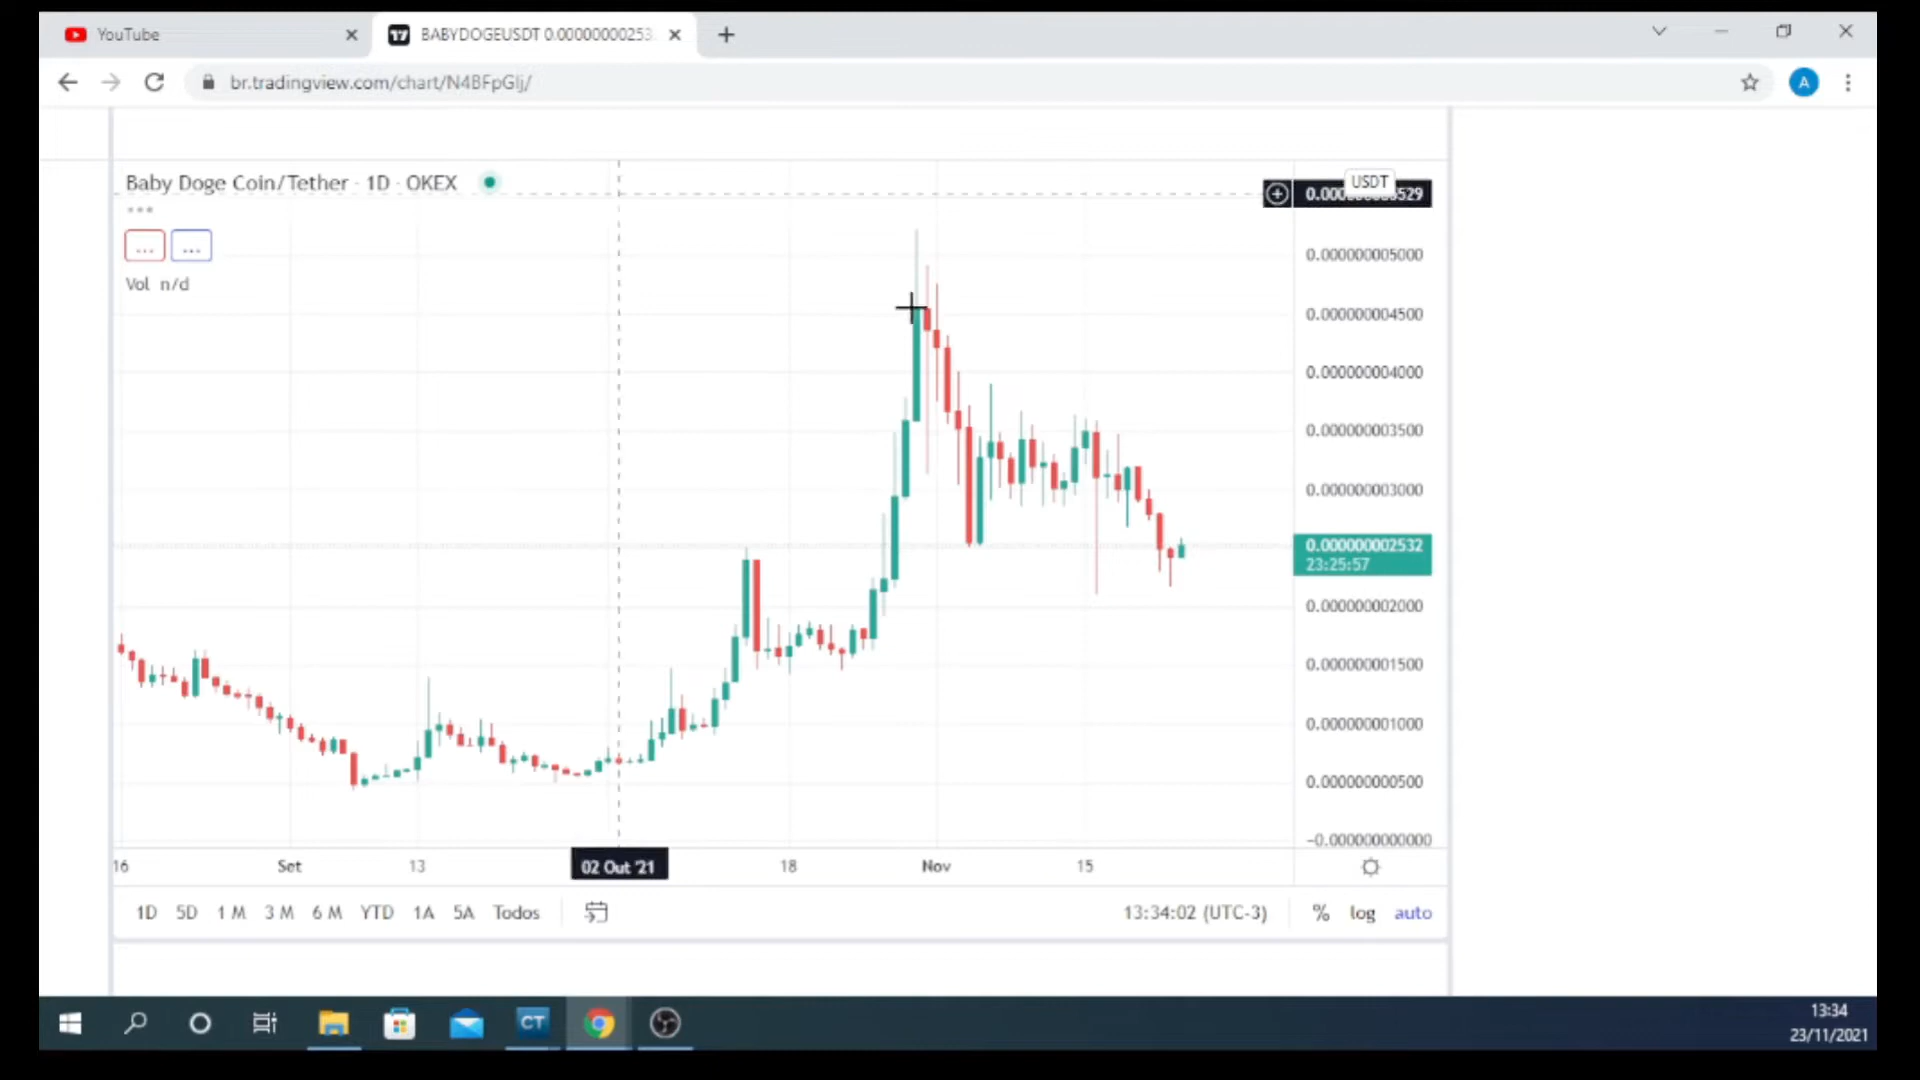 YouTube
BABYDOGEUSDT 0.00000000253
br.tradingview.com/chart/N4BFpGlj/
A
Baby Doge Coin/Tether · 1D · OKEX
USDT
Vol n/d
0.000000005000
0.000000004500
0.000000004000
0.000000003500
0.000000003000
0.000000002532
23:25:57
0.000000002000
0.000000001500
0.000000001000
0.000000000500
-0.000000000000
16 Set 13 02 Out '21 18 Nov 15
1D 5D 1 M 3 M 6 M YTD 1A 5A Todos 13:34:02 (UTC-3) % log auto
CT
13:34
23/11/2021